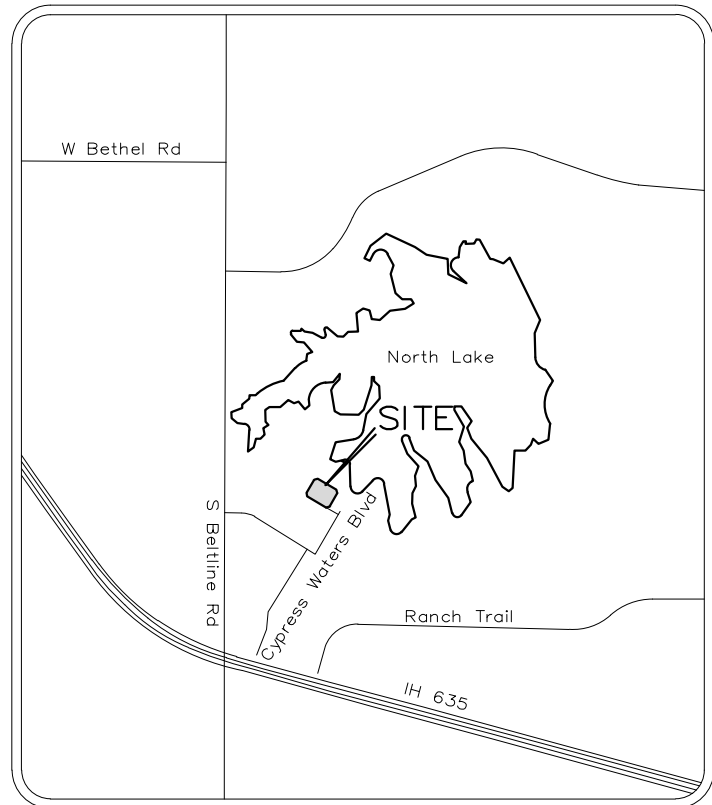 W Bethel Rd
North Lake
SITE
S Beltline Rd
Cypress Waters Blvd
Ranch Trail
IH 635